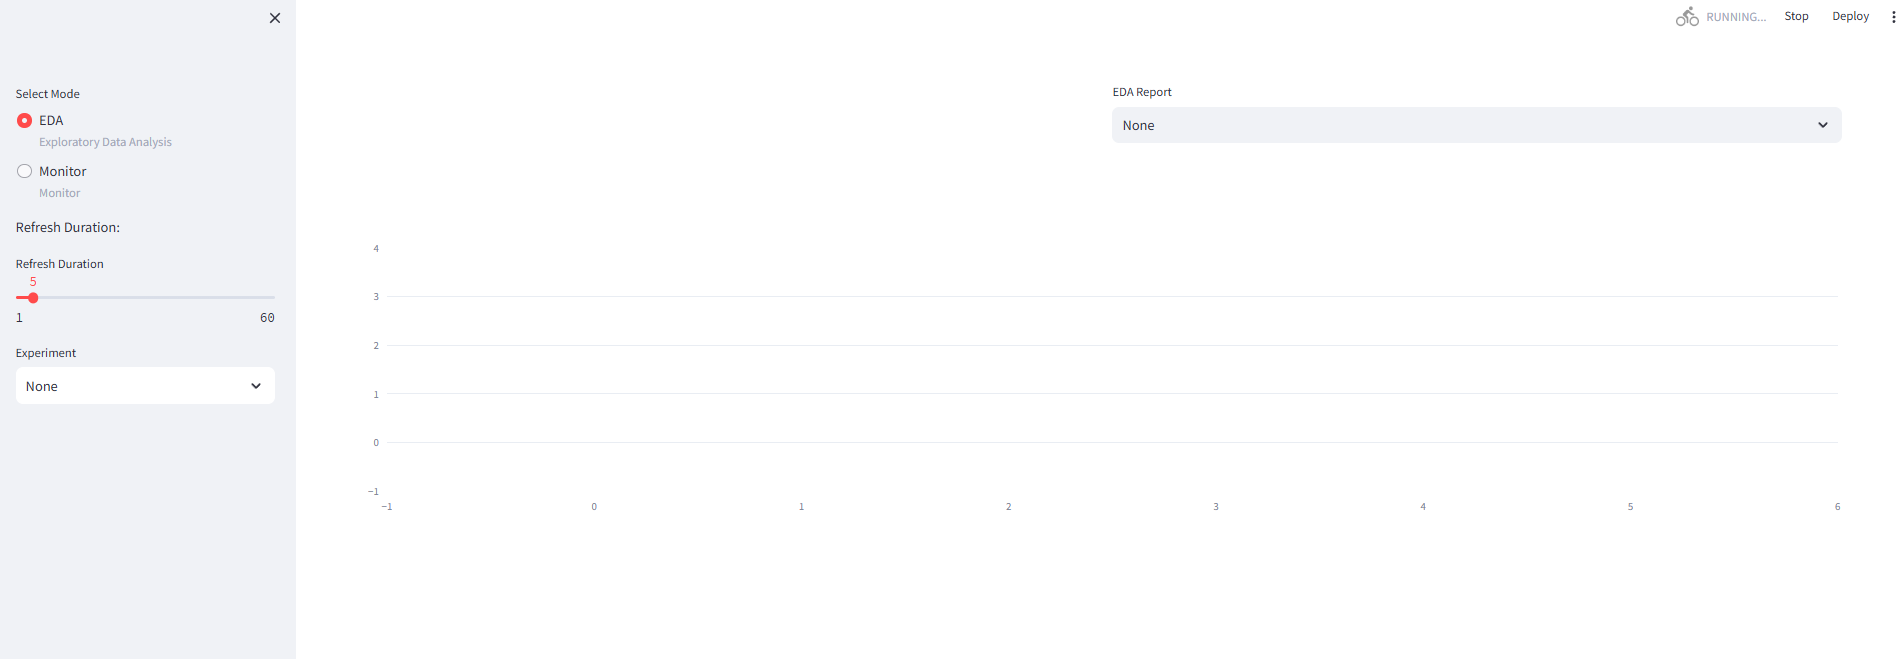 RUNNING...
Stop
Deploy
Select Mode
EDA
Exploratory Data Analysis
Monitor
Monitor
Refresh Duration:
Refresh Duration
5
1 60
Experiment
None
EDA Report
None
4
3
2
1
0
−1
−1 0 1 2 3 4 5 6